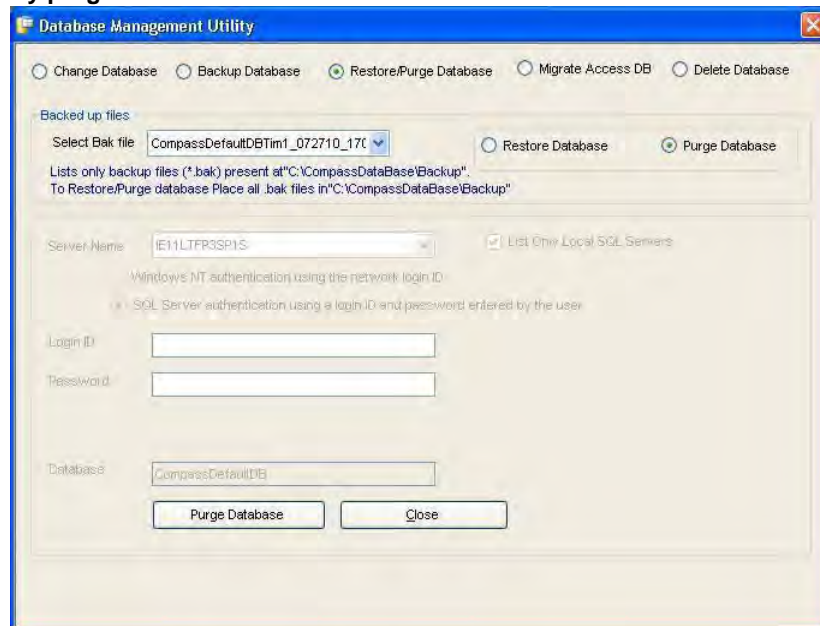 Database Management Utility
Change Database Backup Database Restore/Purge Database Migrate Access DB Delete Database
Backed up files
Select Bak file CompassDefaultDBTim1_072710_17 Restore Database Purge Database
Lists only backup files (*.bak) present at"C:\CompassDataBase\Backup".
To Restore/Purge database Place all .bak files in"C:\CompassDataBase\Backup"
Server Name IE11LTFP3SP1S List Only Local SQL Servers
Windows NT authentication using the network login ID
SQL Server authentication using a login ID and password entered by the user
Login ID
Password
Database CompassDefaultDB
Purge Database Close